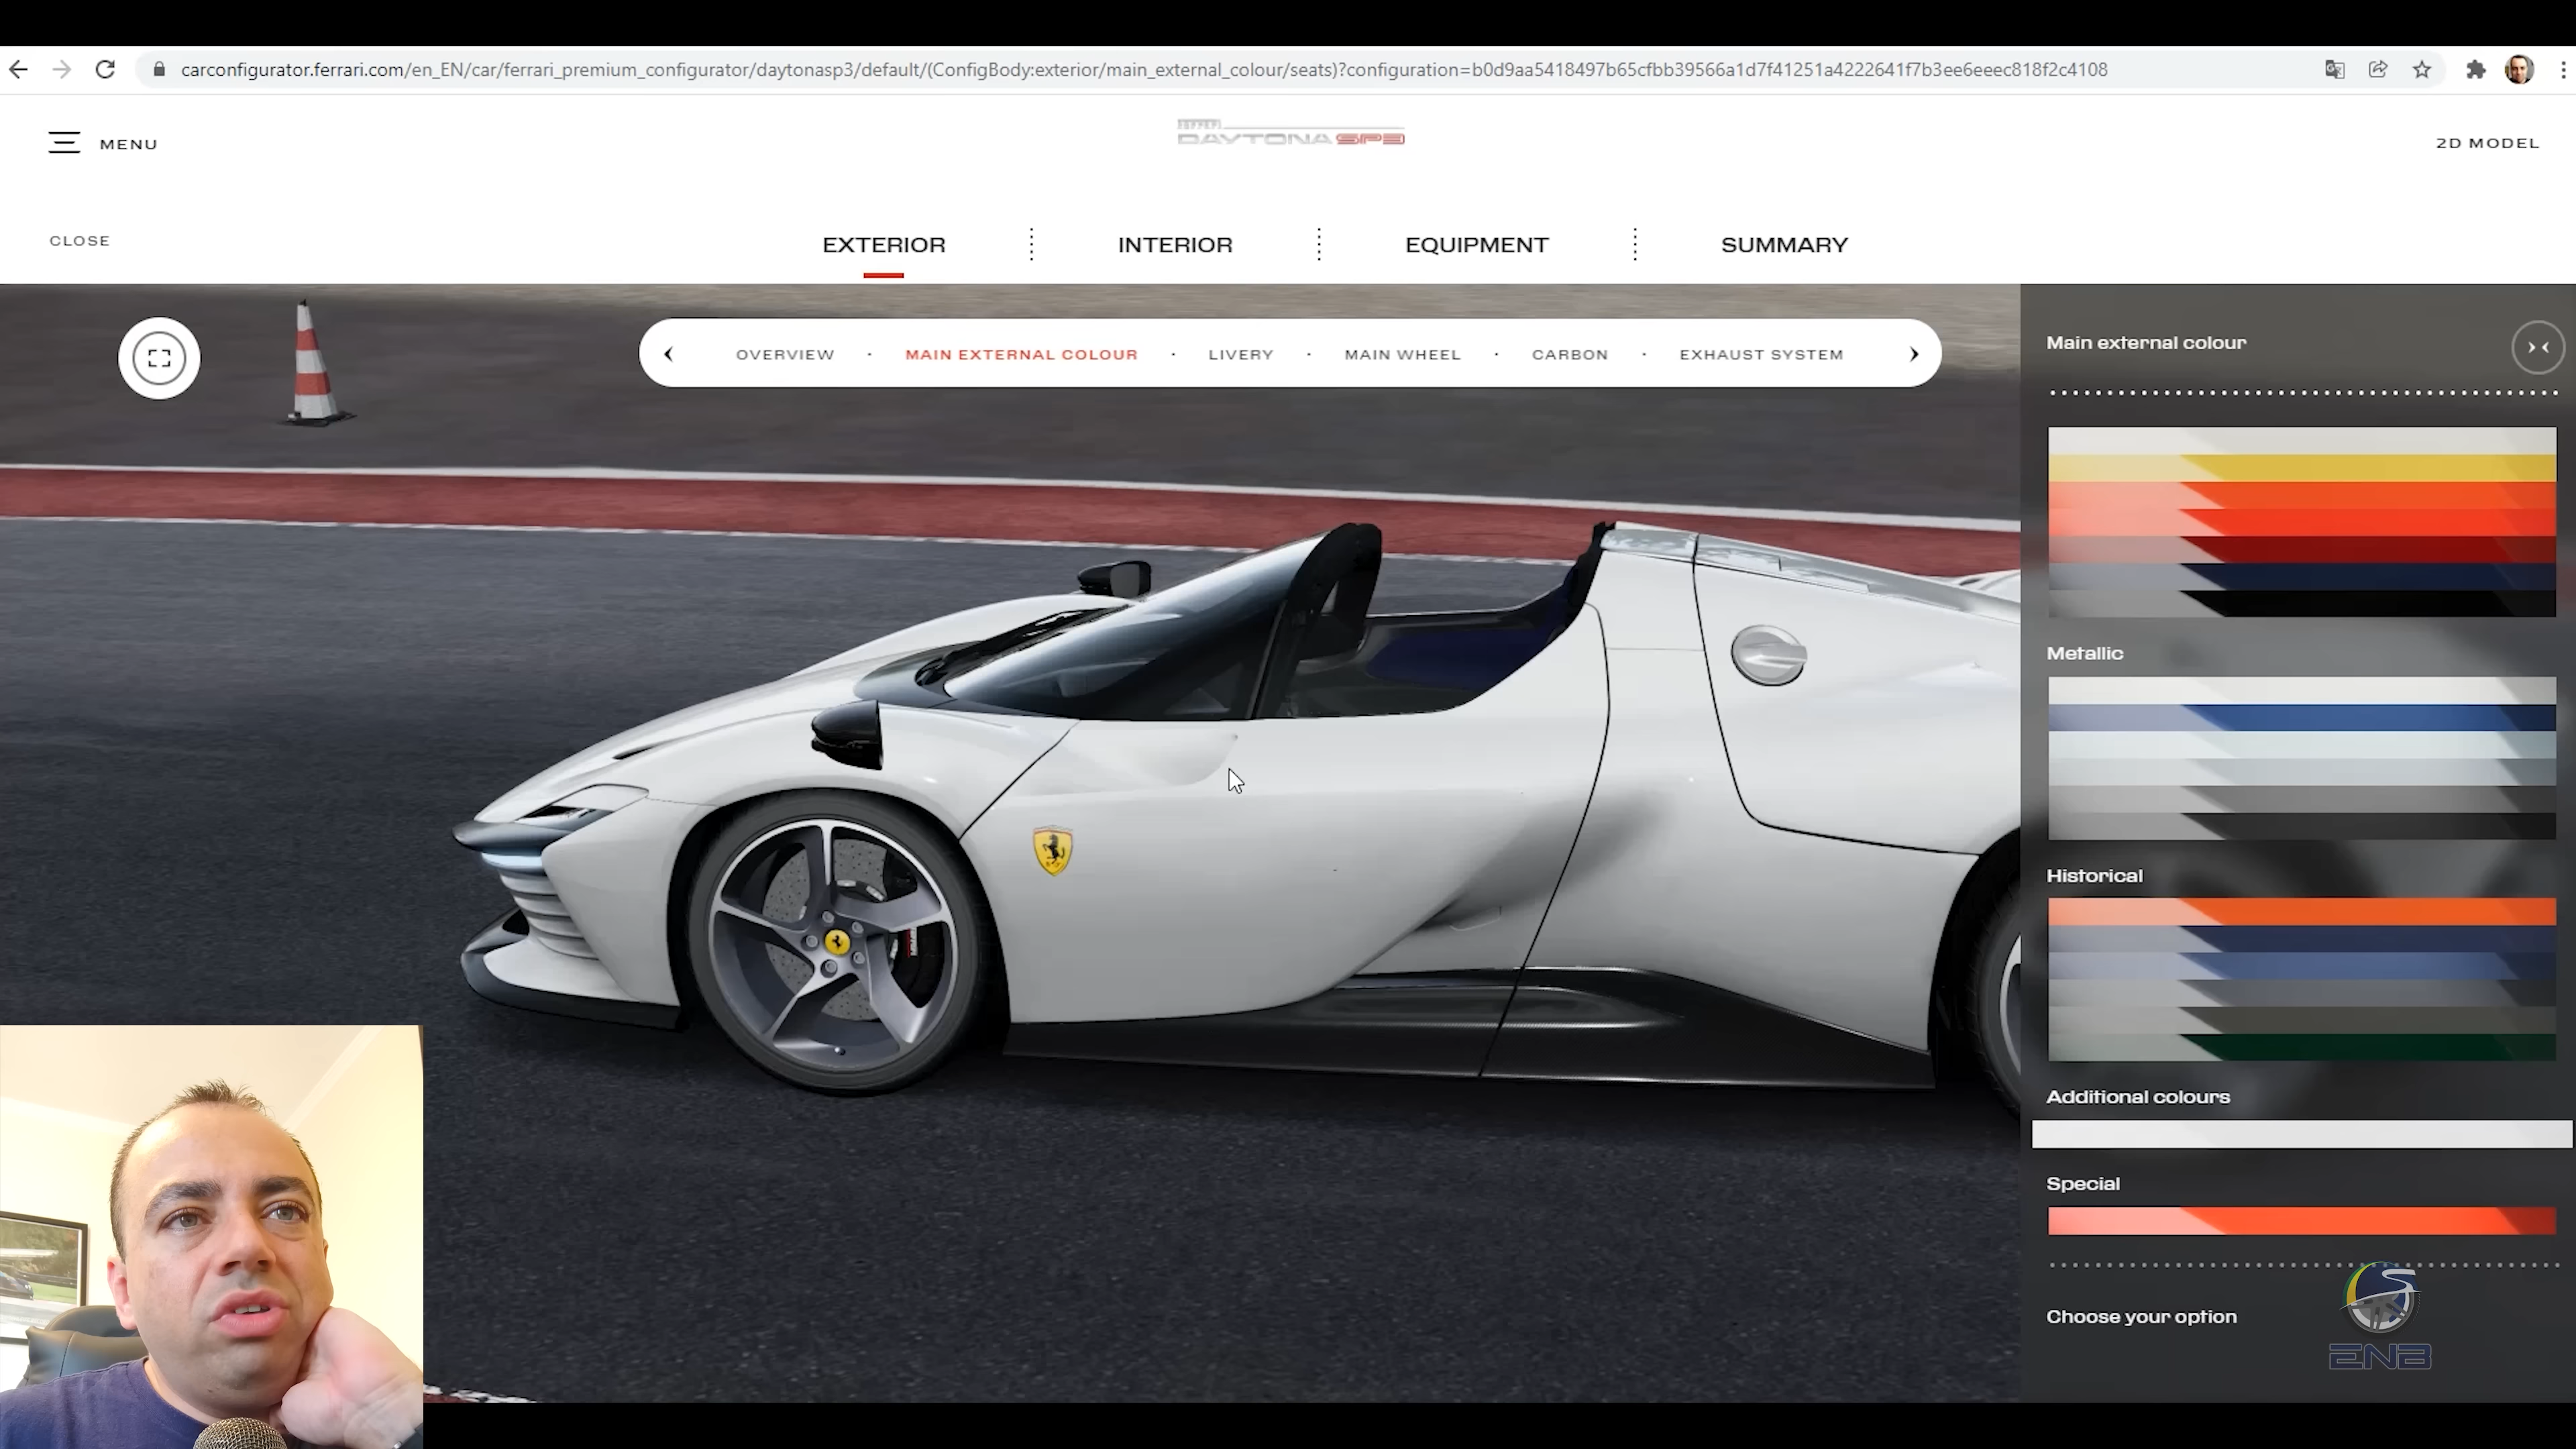 carconfigurator.ferrari.com/en_EN/car/ferrari_premium_configurator/daytonasp3/default/(ConfigBody:exterior/main_external_colour/seats)?configuration=b0d9aa5418497b65cfbb39566a1d7f41251a4222641f7b3ee6eeec818f2c4108
MENU
DAYTONA SP3
2D MODEL
CLOSE
EXTERIOR
INTERIOR
EQUIPMENT
SUMMARY
OVERVIEW · MAIN EXTERNAL COLOUR · LIVERY · MAIN WHEEL · CARBON · EXHAUST SYSTEM
Main external colour
Metallic
Historical
Additional colours
Special
Choose your option
ENB